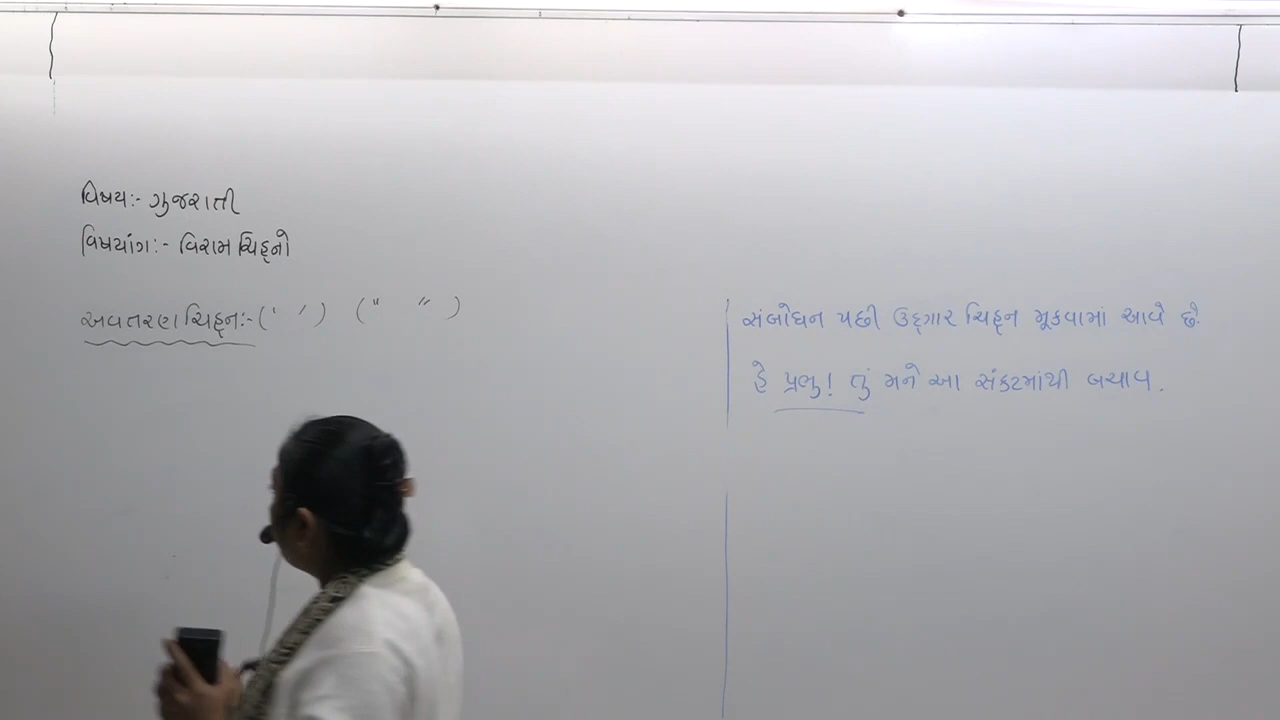 વિષય:- ગુજરાતી
વિષયાંગ:- વિરામ ચિહ્નો
અવતરણ ચિહ્ન:- (' ') (" ")
સંબોધન પછી ઉદ્ગાર ચિહ્ન મૂકવામાં આવે છે.
હે પ્રભુ! તું મને આ સંકટમાંથી બચાવ.